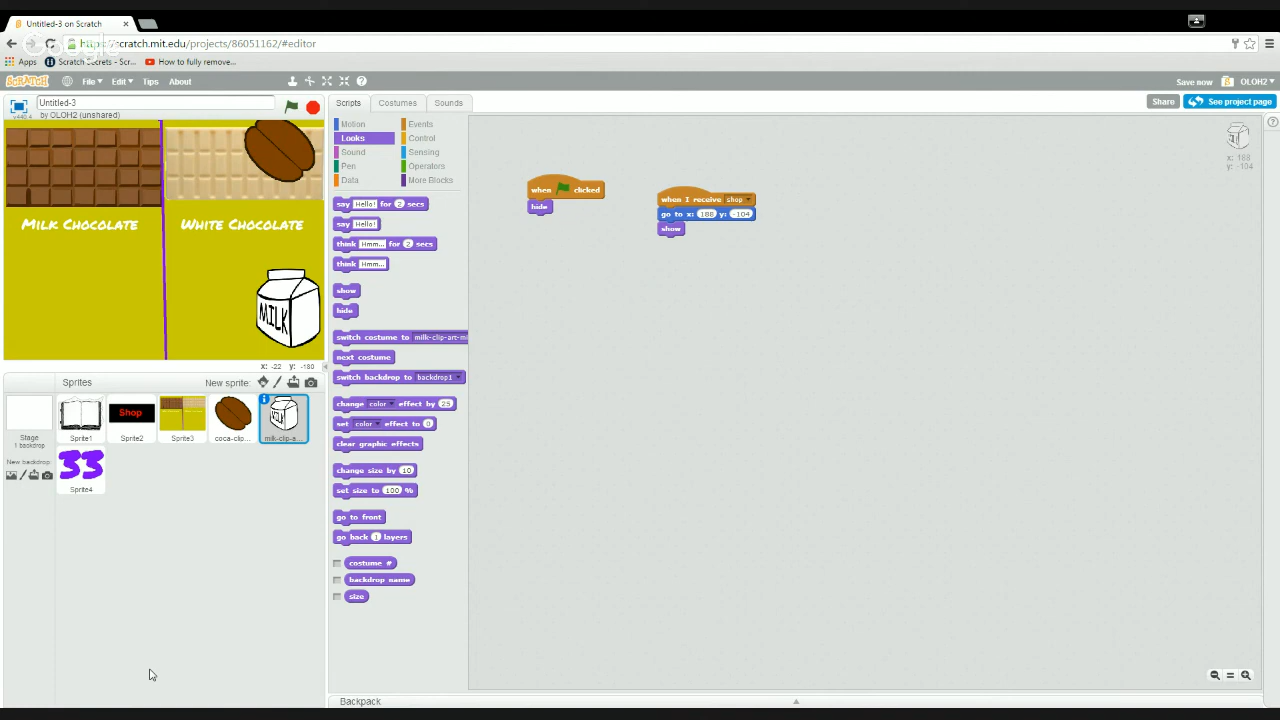 Untitled-3 on Scratch ×
https://scratch.mit.edu/projects/86051162/#editor
Google
Apps Scratch Secrets - Scr... How to fully remove...
SCRATCH File Edit Tips About Save now OLOH2
Untitled-3
by OLOH2 (unshared)
Scripts Costumes Sounds Share See project page
Motion Events
Looks Control
Sound Sensing
Pen Operators
Data More Blocks
MILK CHOCOLATE WHITE CHOCOLATE
MILK
say Hello! for 2 secs
say Hello!
think Hmm... for 2 secs
think Hmm...
show
hide
switch costume to milk-clip-art-mi
next costume
switch backdrop to backdrop1
change color effect by 25
set color effect to 0
clear graphic effects
change size by 10
set size to 100 %
go to front
go back 1 layers
costume #
backdrop name
size
when clicked
hide
when I receive shop
go to x: 188 y: -104
show
x: 188
y: -104
x: -22 y: -180
Sprites New sprite:
Stage
1 backdrop
New backdrop:
Sprite1
Shop
Sprite2
Sprite3
coca-clip...
milk-clip-a...
33
Sprite4
Backpack